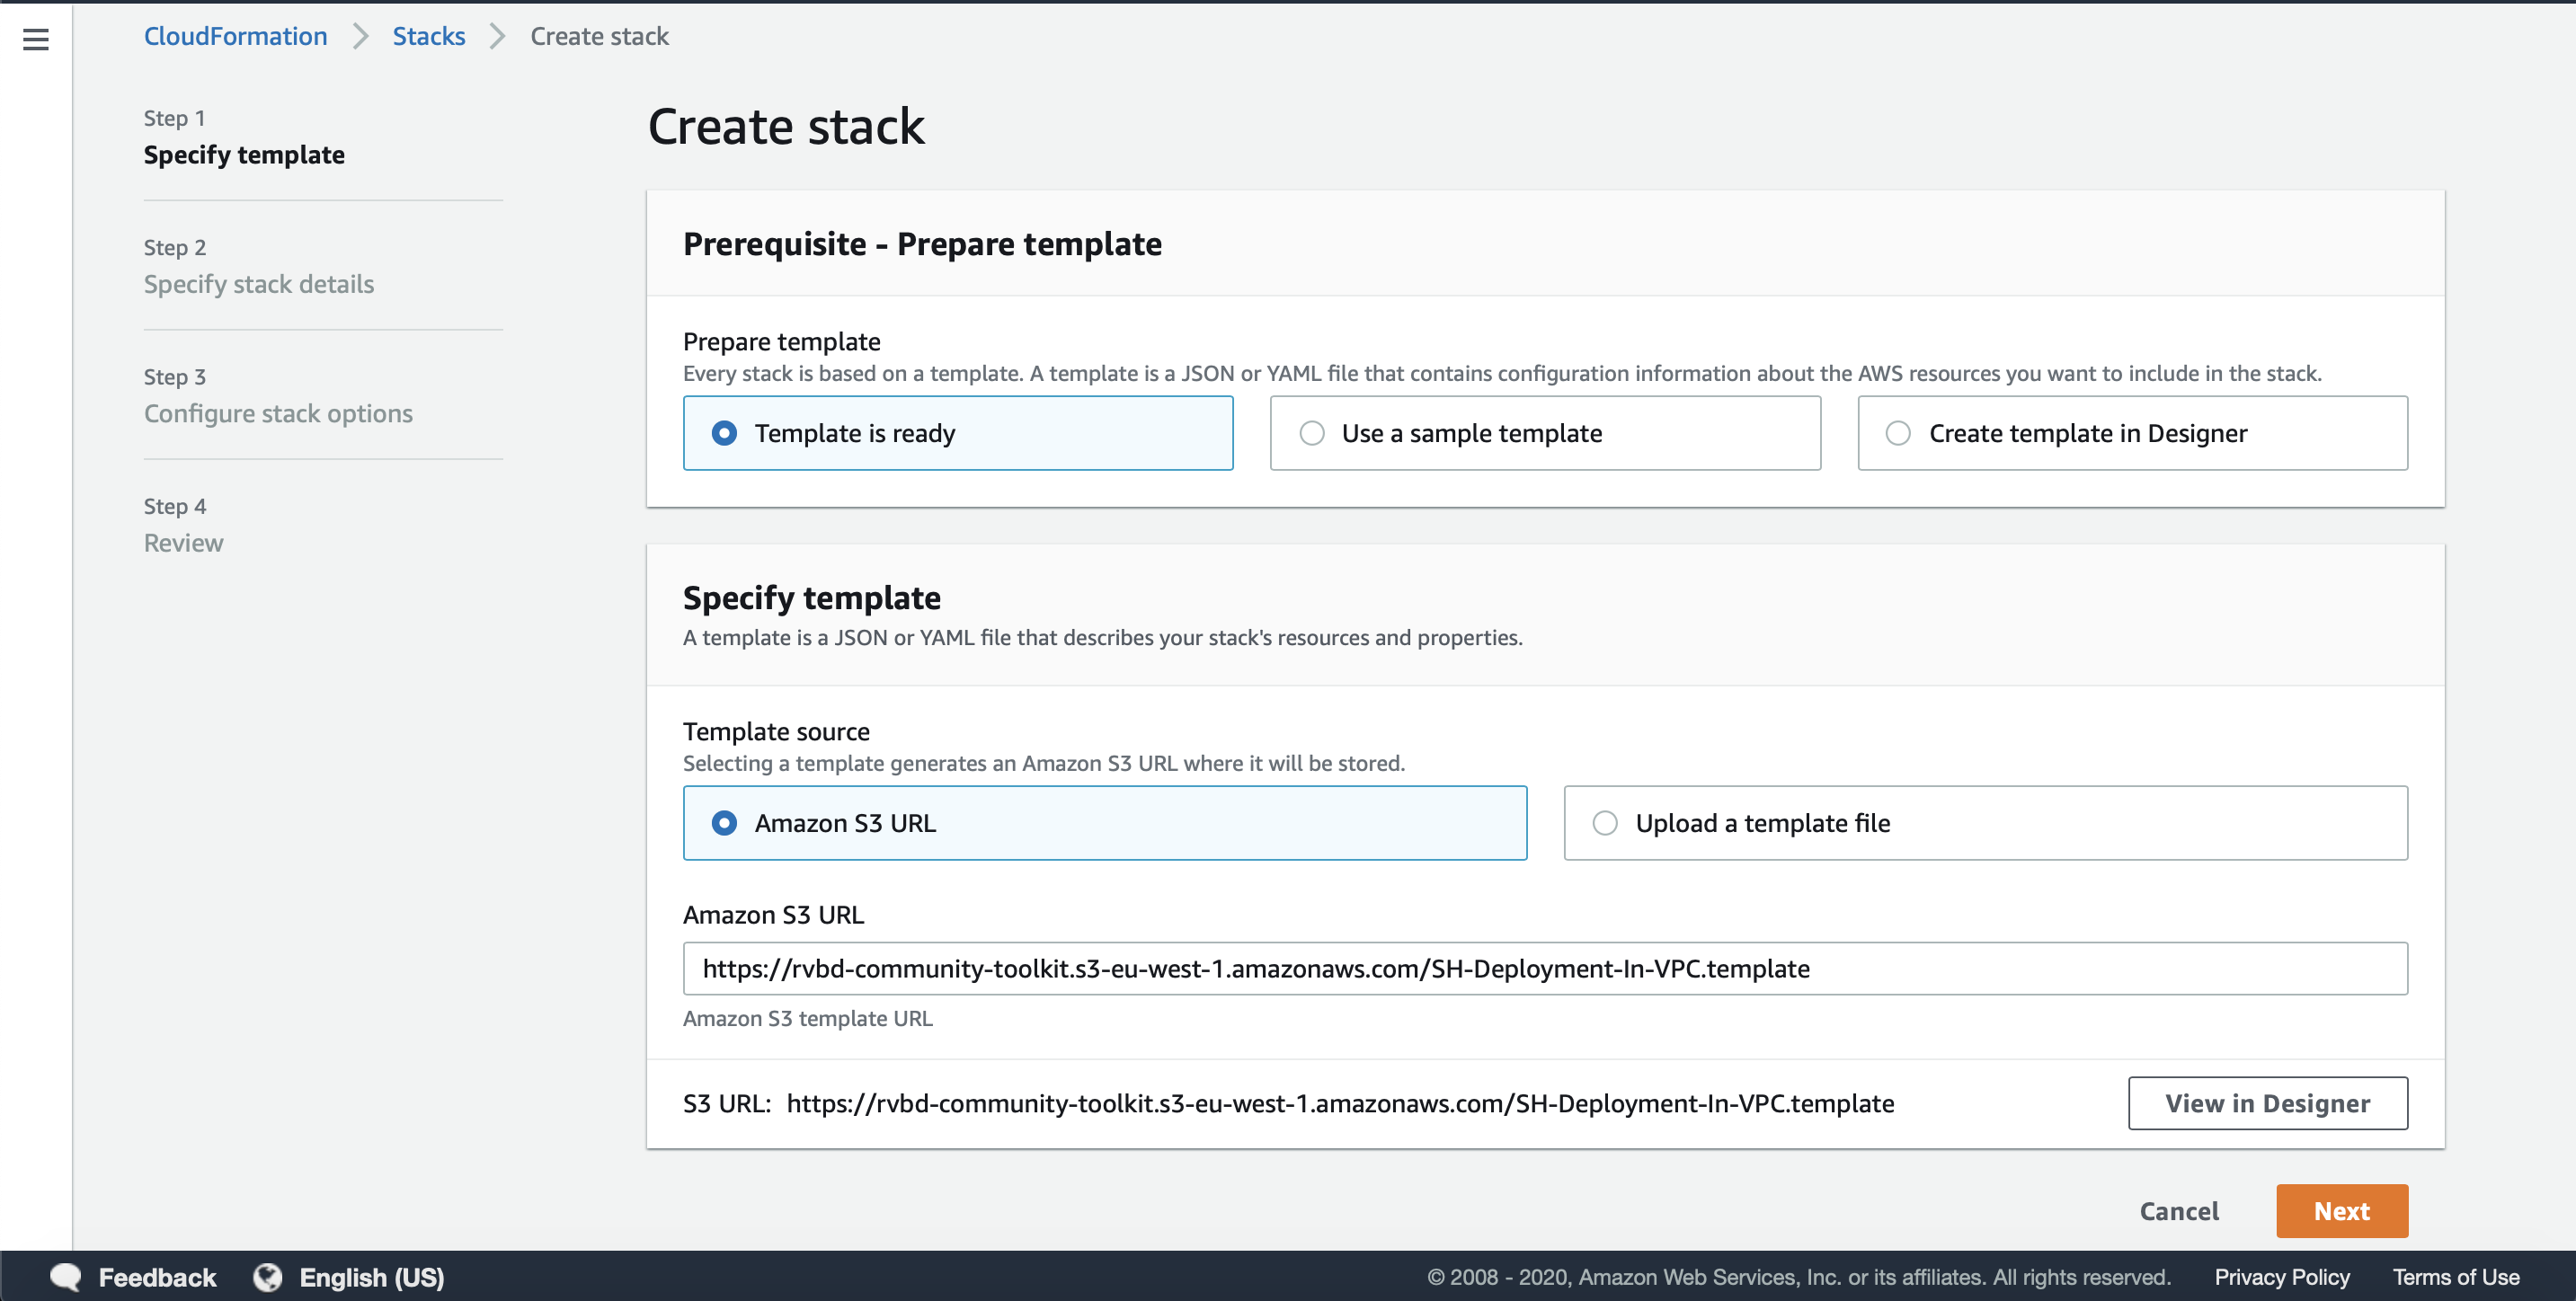 CloudFormation > Stacks > Create stack
Step 1
Specify template
Step 2
Specify stack details
Step 3
Configure stack options
Step 4
Review
Create stack
Prerequisite - Prepare template
Prepare template
Every stack is based on a template. A template is a JSON or YAML file that contains configuration information about the AWS resources you want to include in the stack.
Template is ready
Use a sample template
Create template in Designer
Specify template
A template is a JSON or YAML file that describes your stack's resources and properties.
Template source
Selecting a template generates an Amazon S3 URL where it will be stored.
Amazon S3 URL
Upload a template file
Amazon S3 URL
https://rvbd-community-toolkit.s3-eu-west-1.amazonaws.com/SH-Deployment-In-VPC.template
Amazon S3 template URL
S3 URL: https://rvbd-community-toolkit.s3-eu-west-1.amazonaws.com/SH-Deployment-In-VPC.template
View in Designer
Cancel
Next
Feedback
English (US)
© 2008 - 2020, Amazon Web Services, Inc. or its affiliates. All rights reserved.
Privacy Policy
Terms of Use